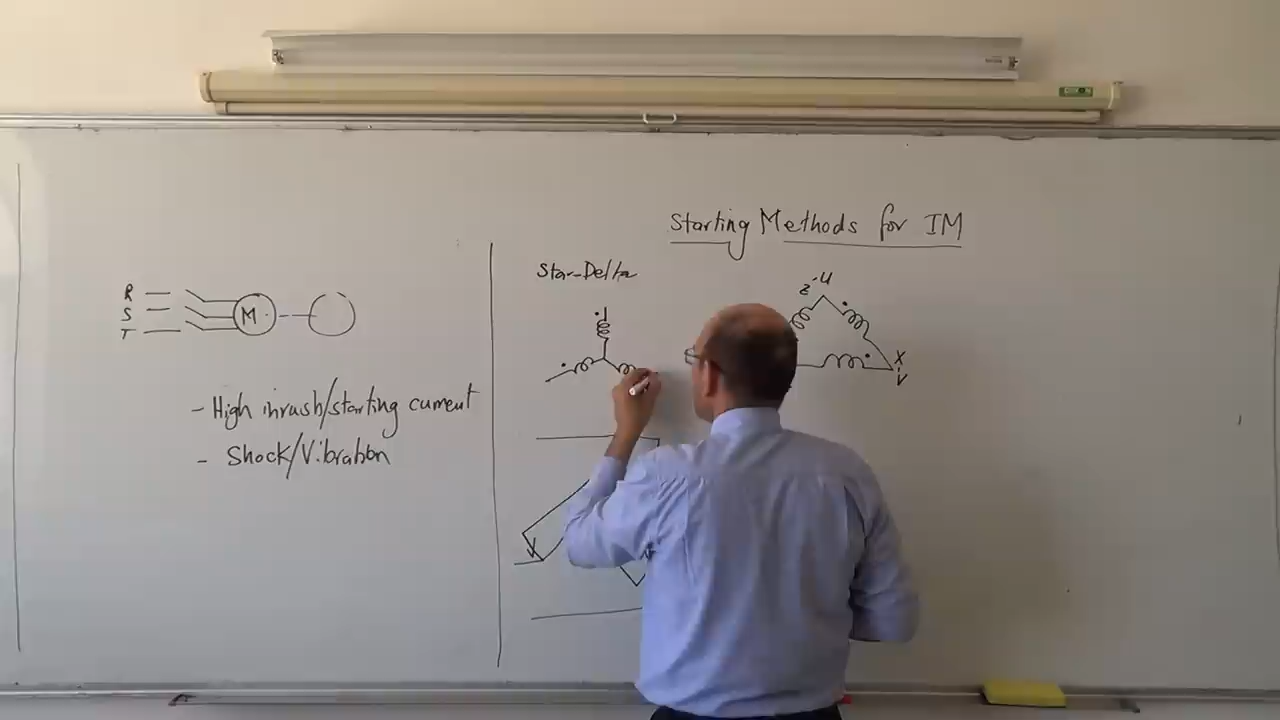 Starting Methods for IM
R
S
T
M
- High inrush/starting current
- Shock/Vibration
Star-Delta
Z-U
X
V